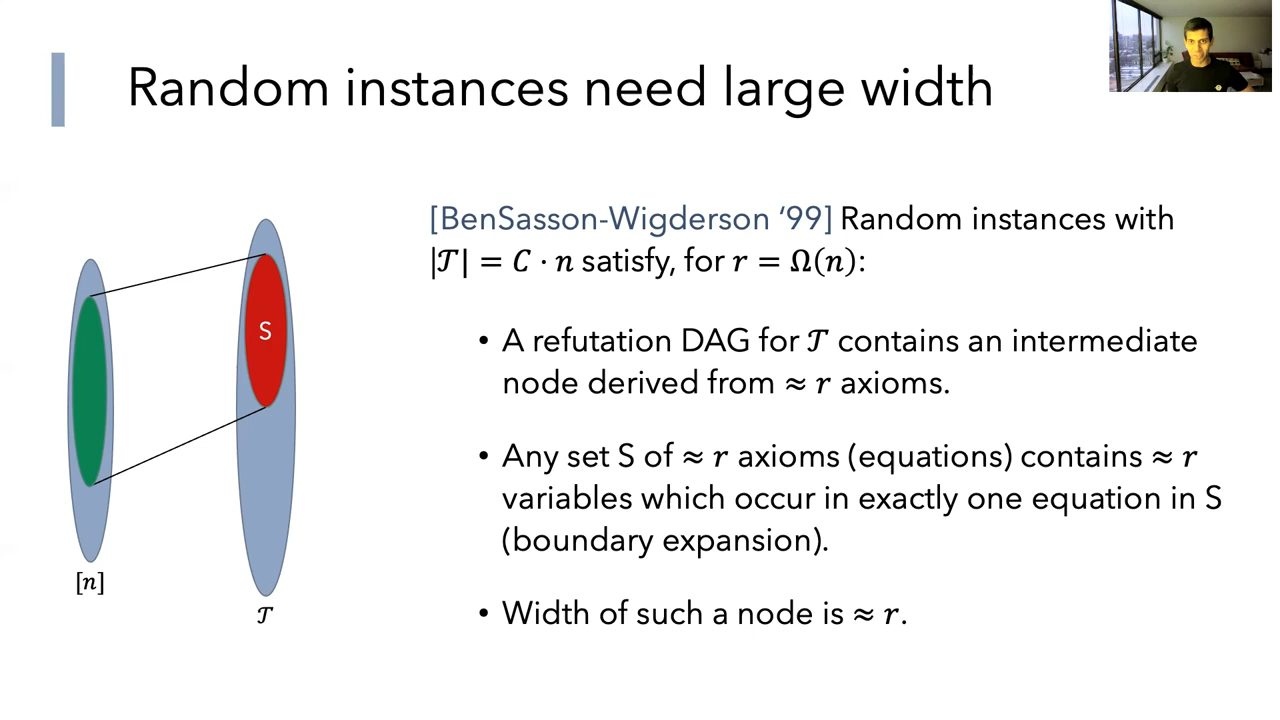 Random instances need large width
[BenSasson-Wigderson ‘99] Random instances with
|𝒯| = C · n satisfy, for r = Ω(n):
• A refutation DAG for 𝒯 contains an intermediate
node derived from ≈ r axioms.
• Any set S of ≈ r axioms (equations) contains ≈ r
variables which occur in exactly one equation in S
(boundary expansion).
• Width of such a node is ≈ r.
S
[n]
𝒯